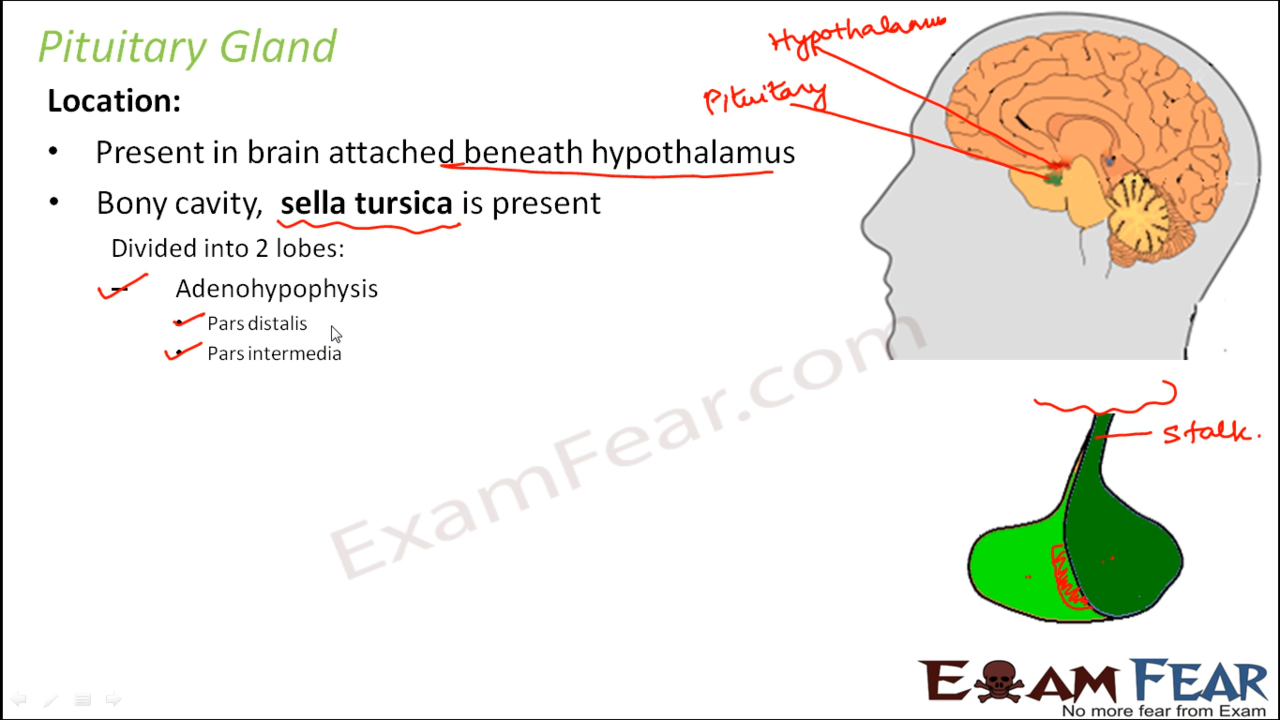 Pituitary Gland
Hypothalamus
Pituitary
Location:
• Present in brain attached beneath hypothalamus
• Bony cavity, sella tursica is present
Divided into 2 lobes:
– Adenohypophysis
• Pars distalis
• Pars intermedia
ExamFear.com
Stalk.
EXAM FEAR
No more fear from Exam